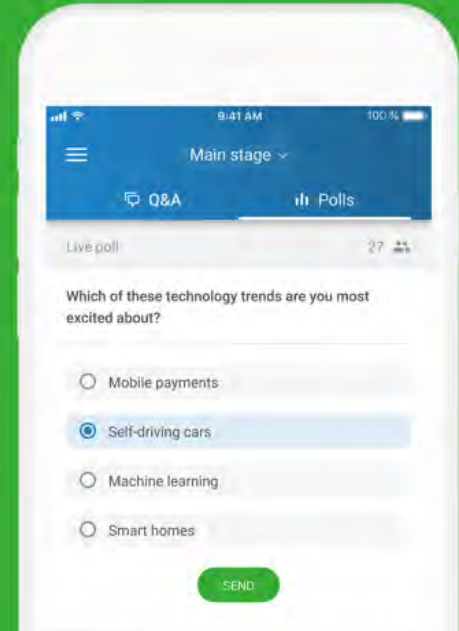 9:41 AM 100 %
Main stage
Q&A Polls
Live poll 27
Which of these technology trends are you most
excited about?
Mobile payments
Self-driving cars
Machine learning
Smart homes
SEND